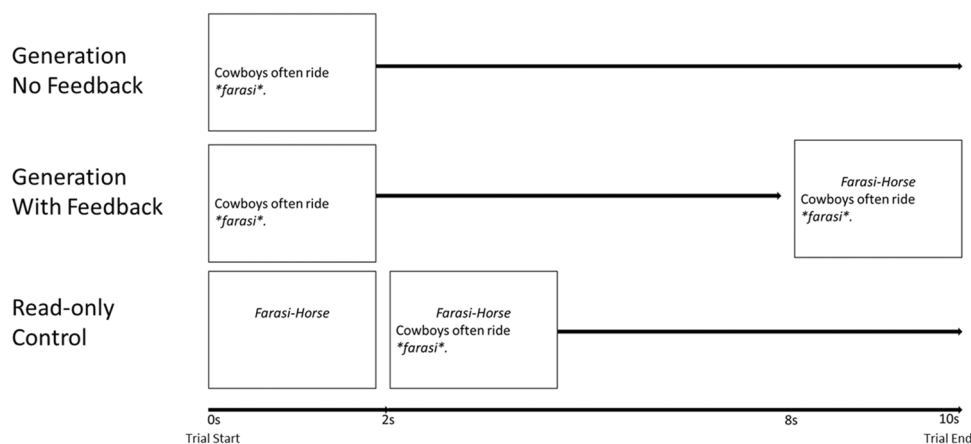 Generation
No Feedback
Cowboys often ride
*farasi*.
Generation
With Feedback
Cowboys often ride
*farasi*.
Farasi-Horse
Cowboys often ride
*farasi*.
Read-only
Control
Farasi-Horse
Farasi-Horse
Cowboys often ride
*farasi*.
0s
2s
8s
10s
Trial Start
Trial End